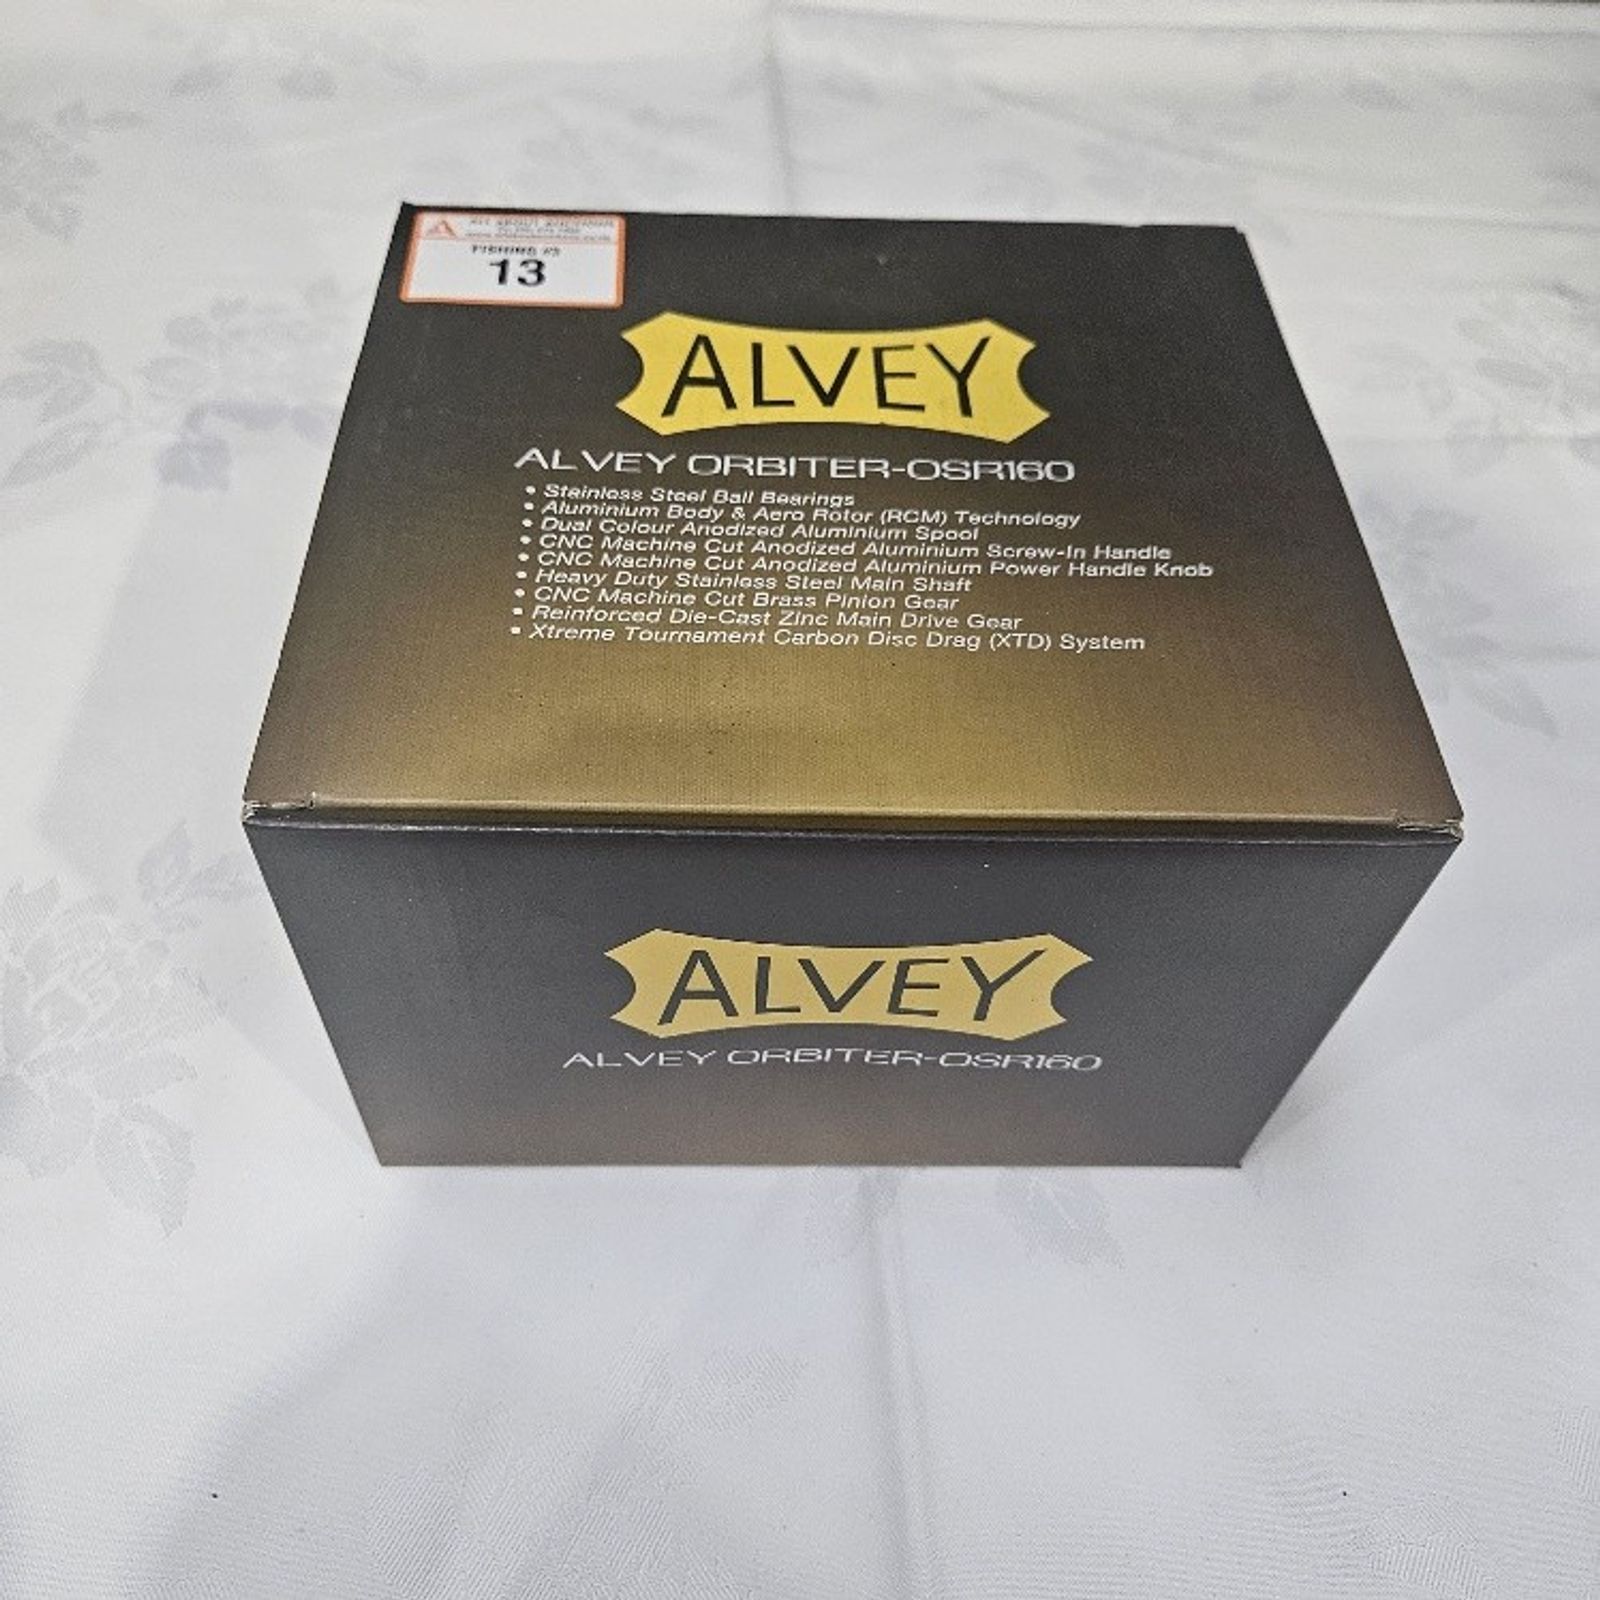 FISHING #3
13
ALVEY
ALVEY ORBITER-OSR160
• Stainless Steel Ball Bearings
• Aluminium Body & Aero Rotor (RCM) Technology
• Dual Colour Anodized Aluminium Spool
• CNC Machine Cut Anodized Aluminium Screw-In Handle
• CNC Machine Cut Anodized Aluminium Power Handle Knob
• Heavy Duty Stainless Steel Main Shaft
• CNC Machine Cut Brass Pinion Gear
• Reinforced Die-Cast Zinc Main Drive Gear
• Xtreme Tournament Carbon Disc Drag (XTD) System
ALVEY
ALVEY ORBITER-OSR160